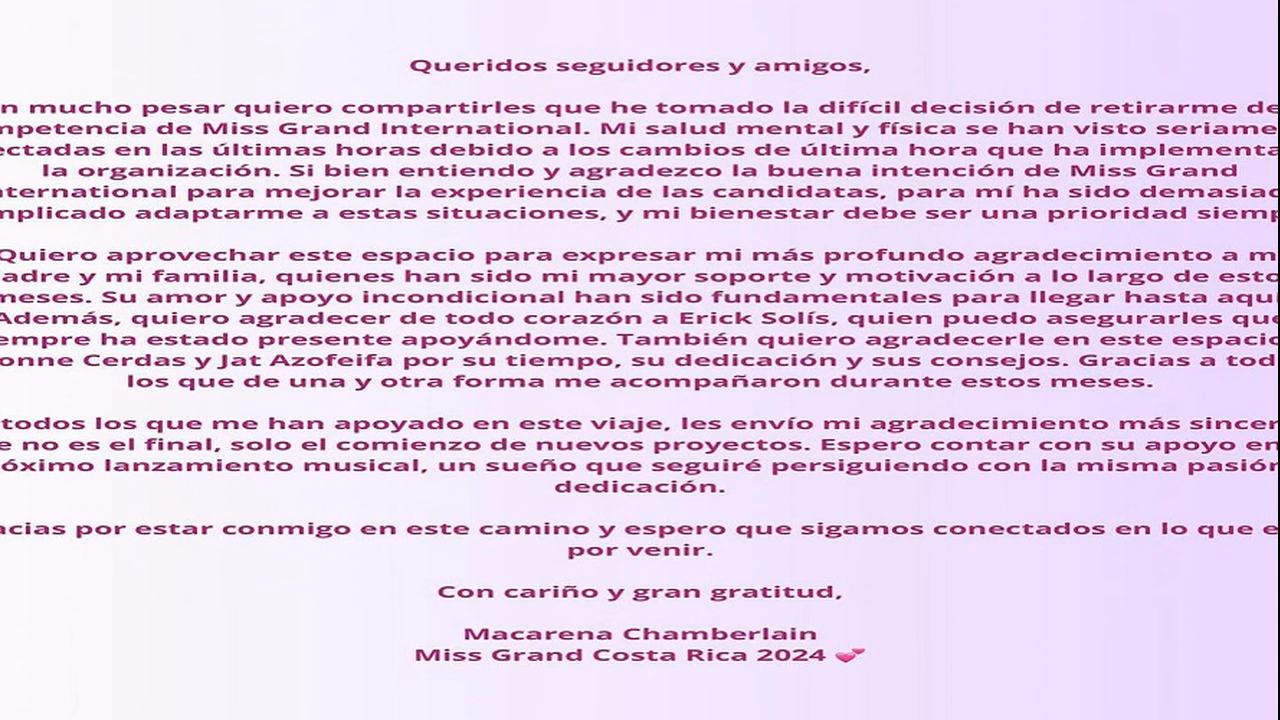 Queridos seguidores y amigos,
n mucho pesar quiero compartirles que he tomado la difícil decisión de retirarme de
mpetencia de Miss Grand International. Mi salud mental y física se han visto seriame
ectadas en las últimas horas debido a los cambios de última hora que ha implementa
la organización. Si bien entiendo y agradezco la buena intención de Miss Grand
nternational para mejorar la experiencia de las candidatas, para mí ha sido demasiad
mplicado adaptarme a estas situaciones, y mi bienestar debe ser una prioridad siemp
Quiero aprovechar este espacio para expresar mi más profundo agradecimiento a m
adre y mi familia, quienes han sido mi mayor soporte y motivación a lo largo de esto
meses. Su amor y apoyo incondicional han sido fundamentales para llegar hasta aqu
Además, quiero agradecer de todo corazón a Erick Solís, quien puedo asegurarles que
empre ha estado presente apoyándome. También quiero agradecerle en este espacio
onne Cerdas y Jat Azofeifa por su tiempo, su dedicación y sus consejos. Gracias a tod
los que de una y otra forma me acompañaron durante estos meses.
todos los que me han apoyado en este viaje, les envío mi agradecimiento más sincer
e no es el final, solo el comienzo de nuevos proyectos. Espero contar con su apoyo en
óximo lanzamiento musical, un sueño que seguiré persiguiendo con la misma pasión
dedicación.
acias por estar conmigo en este camino y espero que sigamos conectados en lo que e
por venir.
Con cariño y gran gratitud,
Macarena Chamberlain
Miss Grand Costa Rica 2024 💕